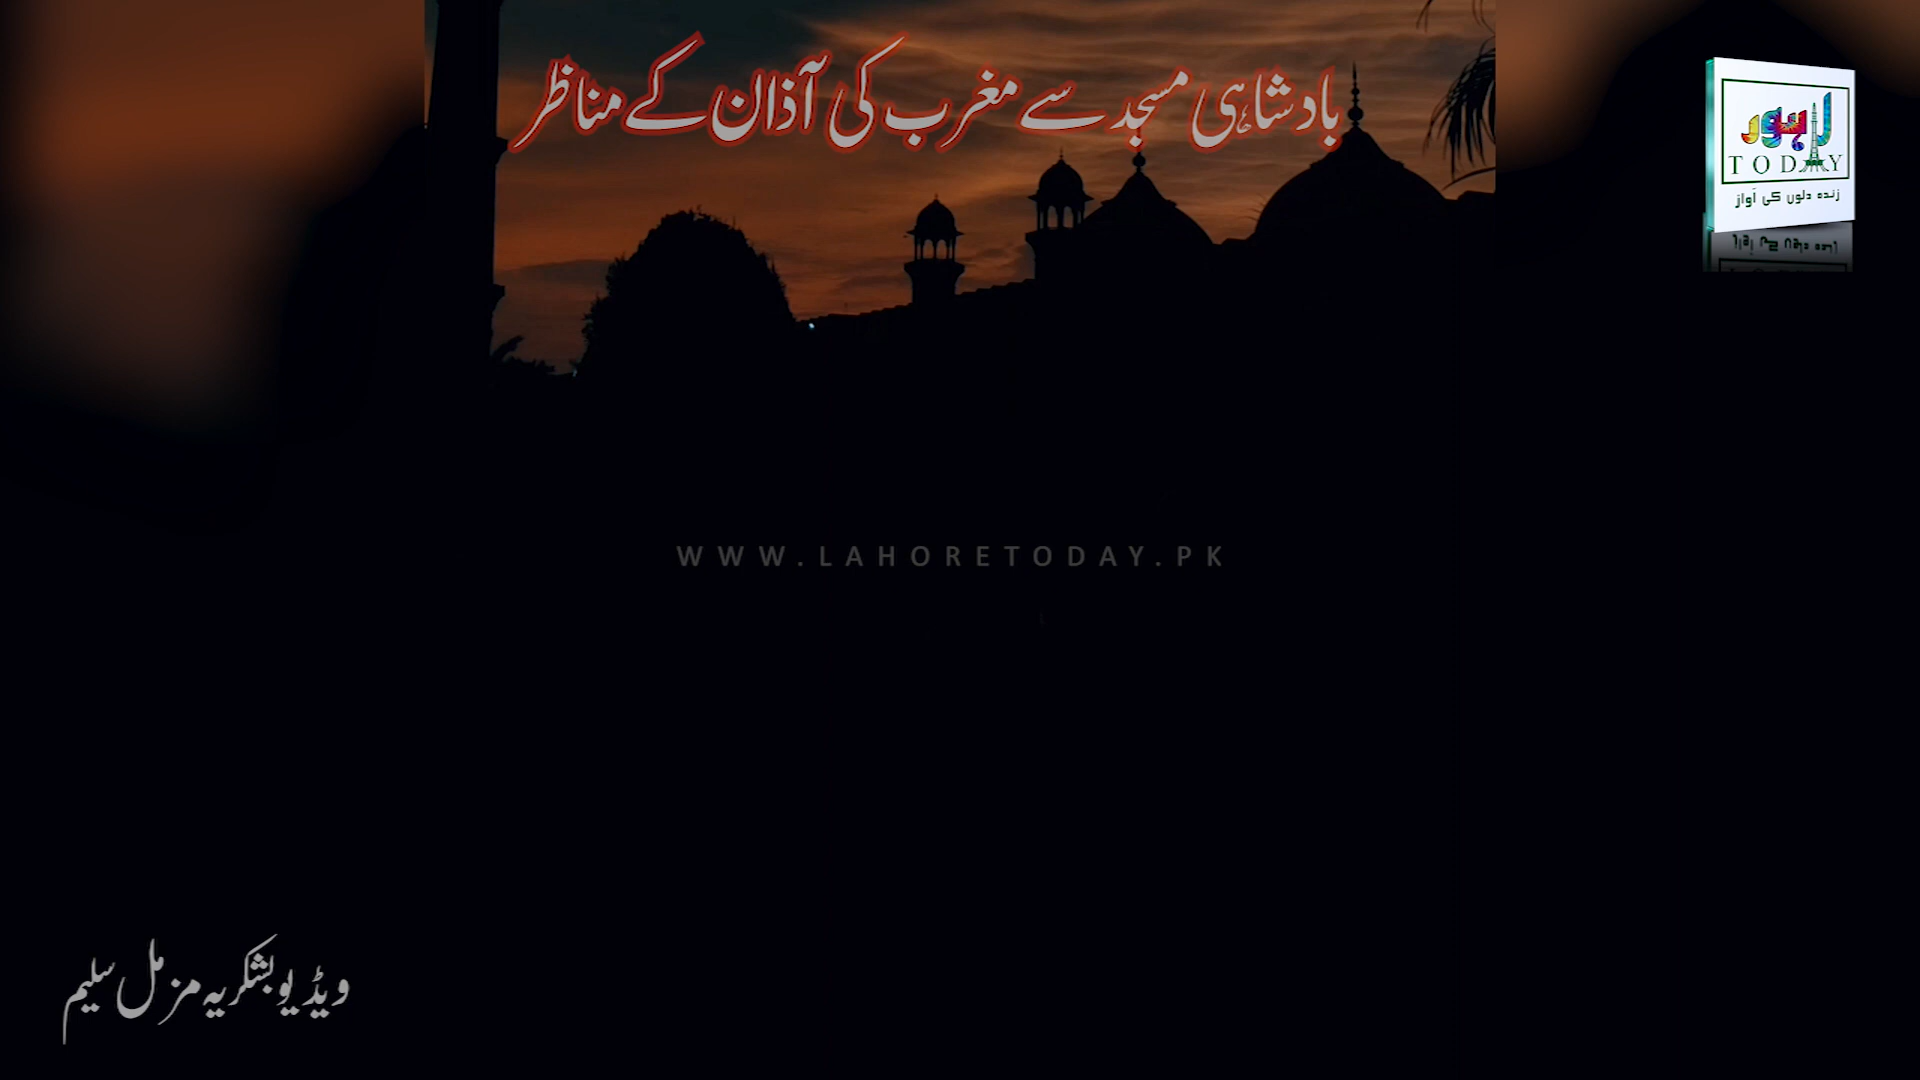 بادشاہی مسجد سے مغرب کی آذان کے مناظر
لاہور
TODAY
زندہ دلوں کی آواز
WWW.LAHORETODAY.PK
ویڈیو بشکریہ مزمل سلیم